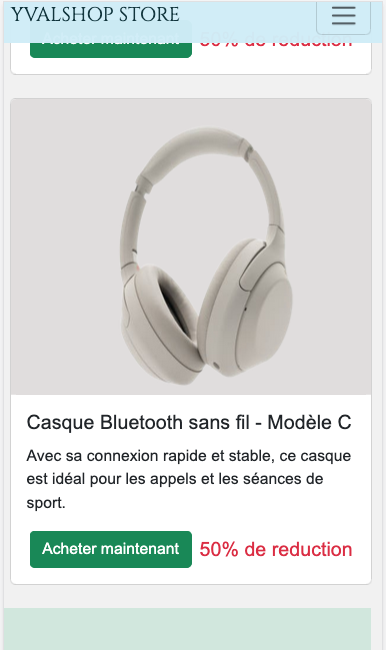 YVALSHOP STORE
Acheter maintenant 50% de reduction
Casque Bluetooth sans fil - Modèle C
Avec sa connexion rapide et stable, ce casque
est idéal pour les appels et les séances de
sport.
Acheter maintenant 50% de reduction